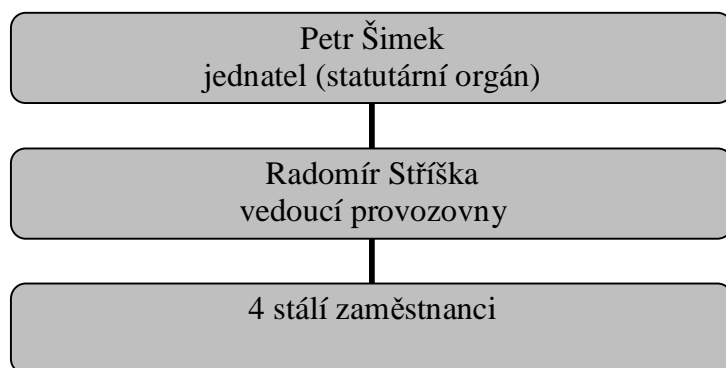 Petr Šimek
jednatel (statutární orgán)
Radomír Stříška
vedoucí provozovny
4 stálí zaměstnanci